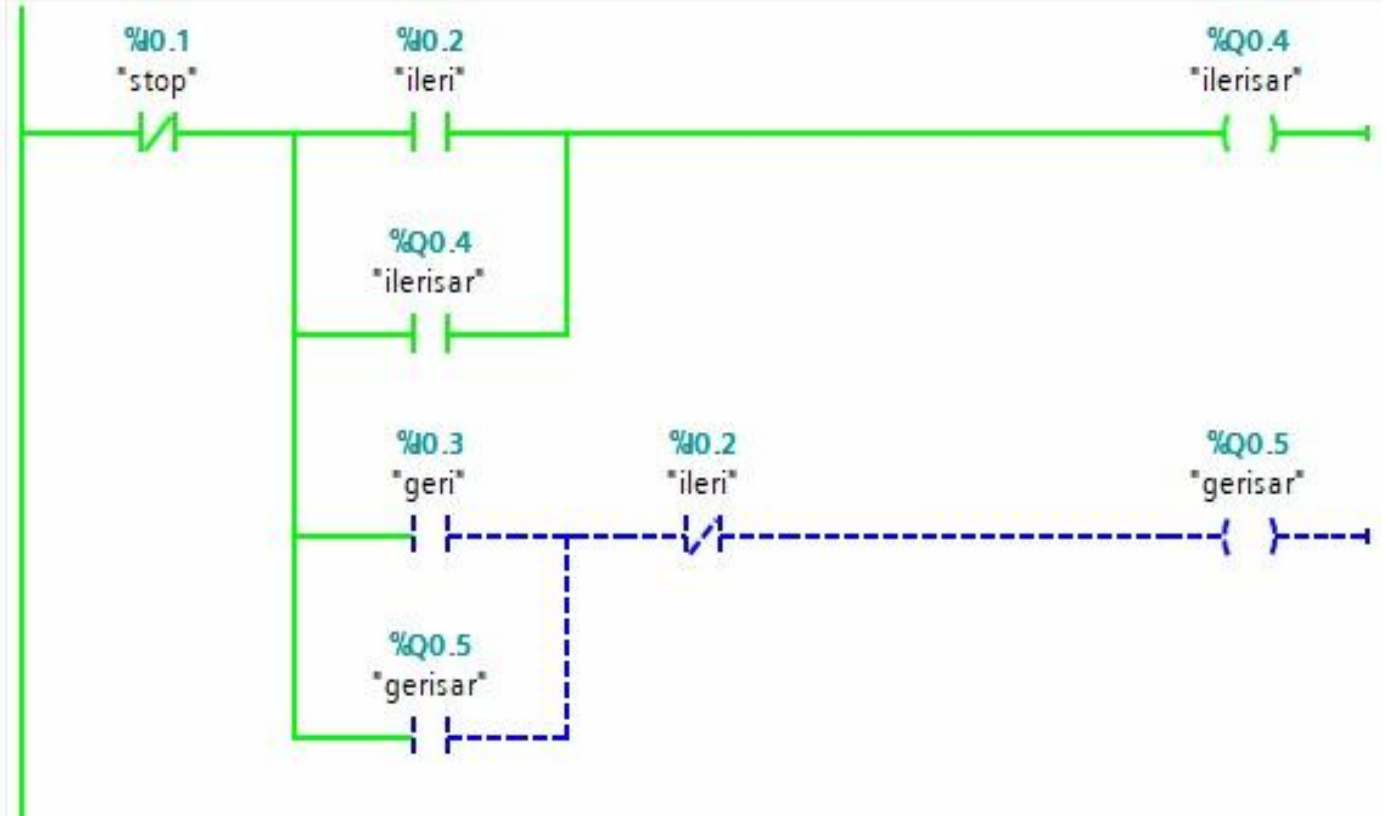 %I0.1
"stop"
%I0.2
"ileri"
%Q0.4
"ilerisar"
%Q0.4
"ilerisar"
%I0.3
"geri"
%I0.2
"ileri"
%Q0.5
"gerisar"
%Q0.5
"gerisar"